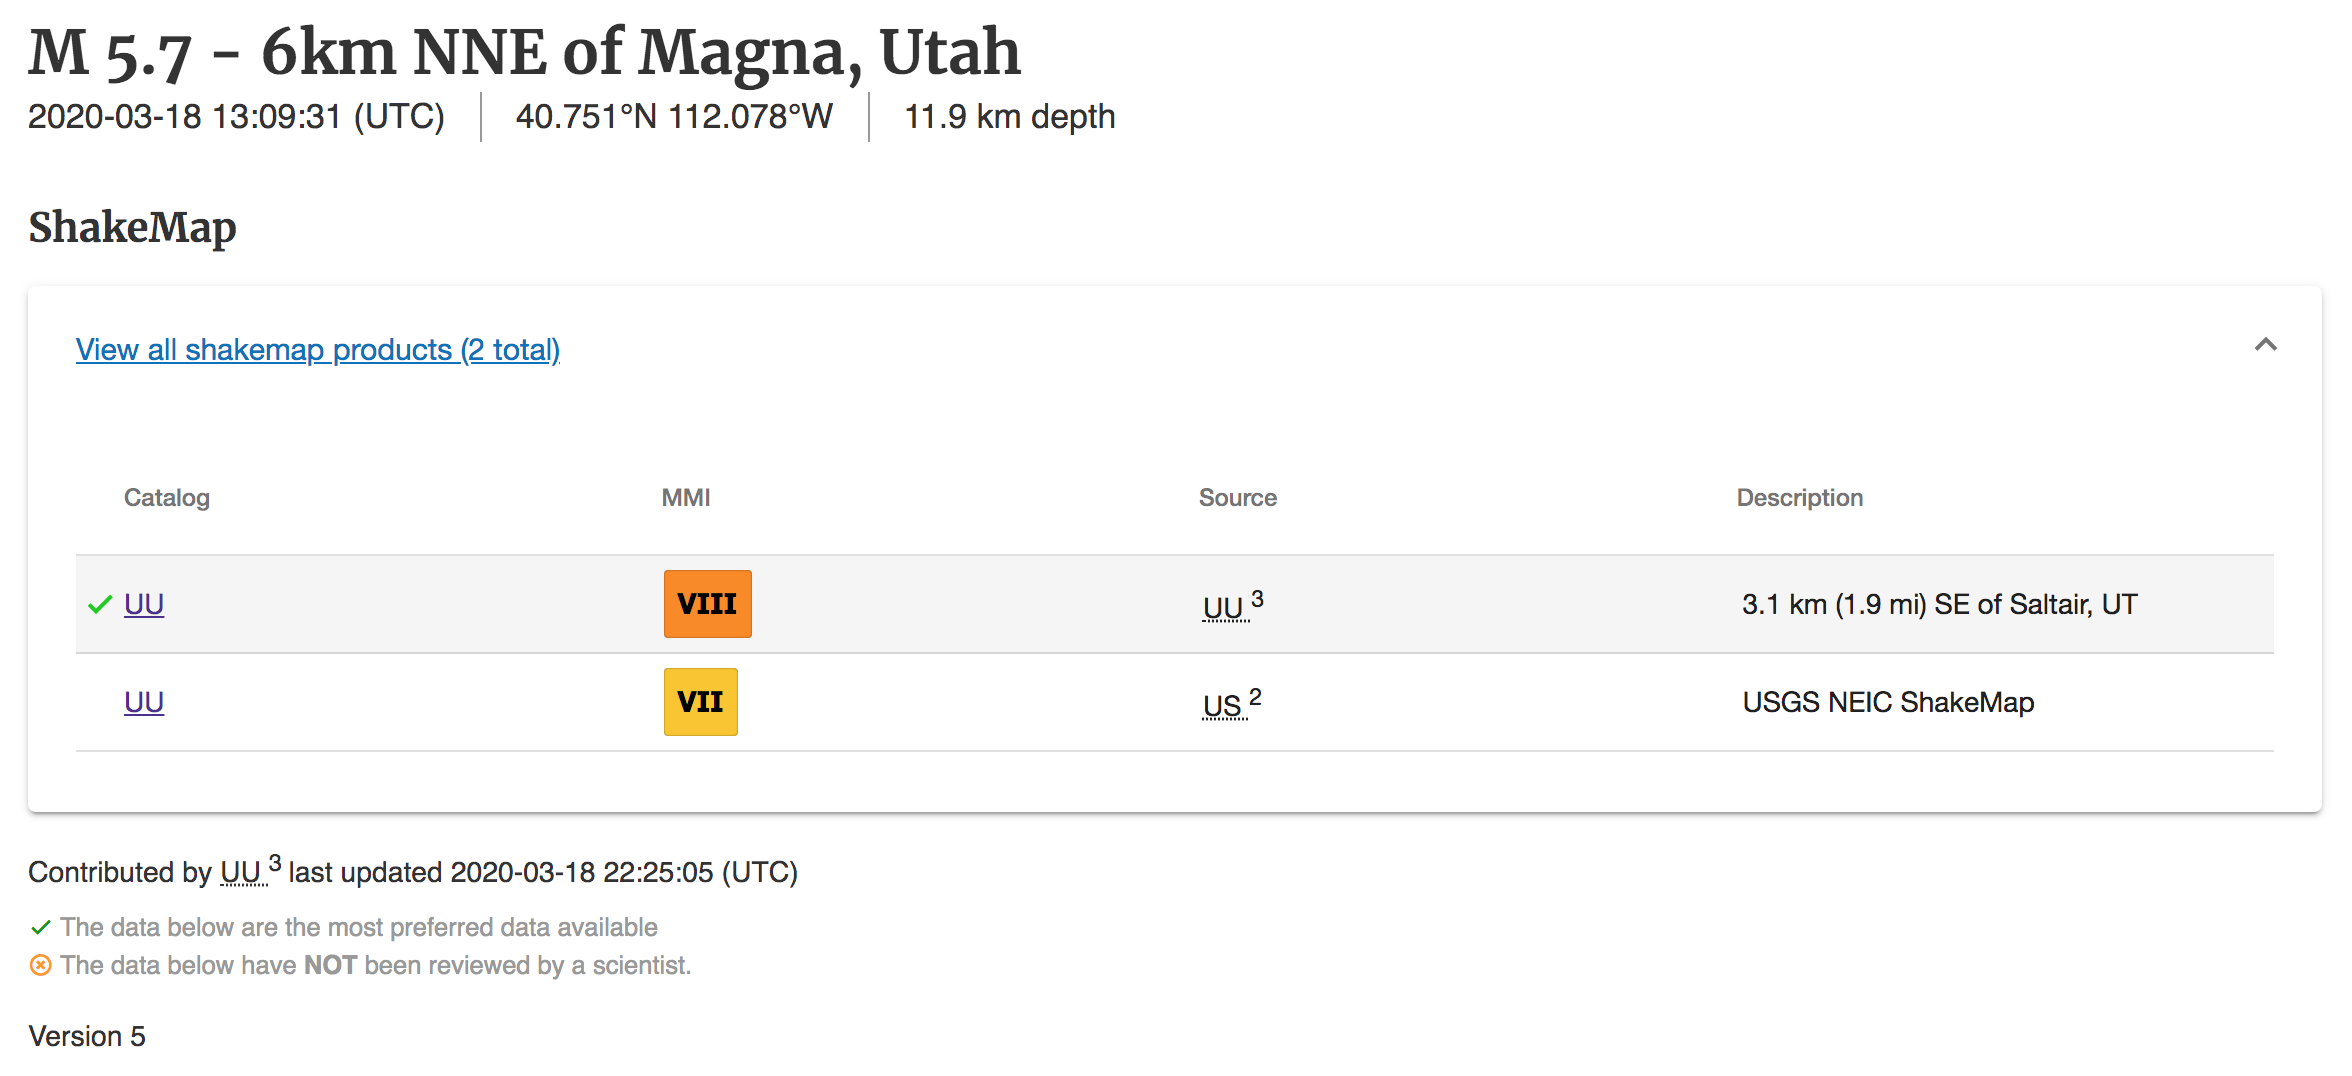 M 5.7 - 6km NNE of Magna, Utah
2020-03-18 13:09:31 (UTC) 40.751°N 112.078°W 11.9 km depth
ShakeMap
View all shakemap products (2 total)
Catalog MMI Source Description
UU VIII UU 3 3.1 km (1.9 mi) SE of Saltair, UT
UU VII US 2 USGS NEIC ShakeMap
Contributed by UU 3 last updated 2020-03-18 22:25:05 (UTC)
The data below are the most preferred data available
The data below have NOT been reviewed by a scientist.
Version 5